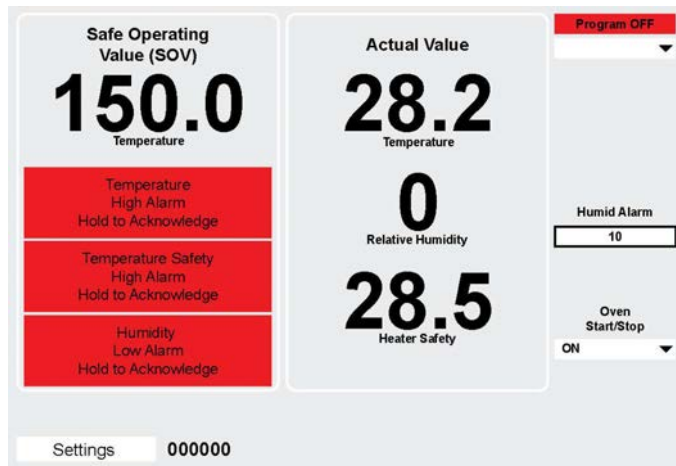 Safe Operating
Value (SOV)
150.0
Temperature
Temperature
High Alarm
Hold to Acknowledge
Temperature Safety
High Alarm
Hold to Acknowledge
Humidity
Low Alarm
Hold to Acknowledge
Actual Value
28.2
Temperature
0
Relative Humidity
28.5
Heater Safety
Program OFF
Humid Alarm
10
Oven
Start/Stop
ON
Settings
000000